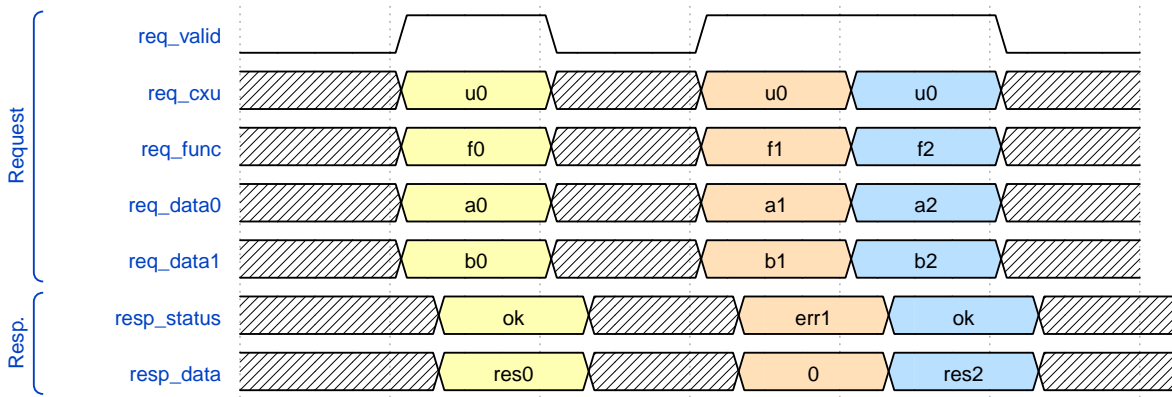 Request
req_valid
req_cxu u0 u0 u0
req_func f0 f1 f2
req_data0 a0 a1 a2
req_data1 b0 b1 b2
Resp.
resp_status ok err1 ok
resp_data res0 0 res2